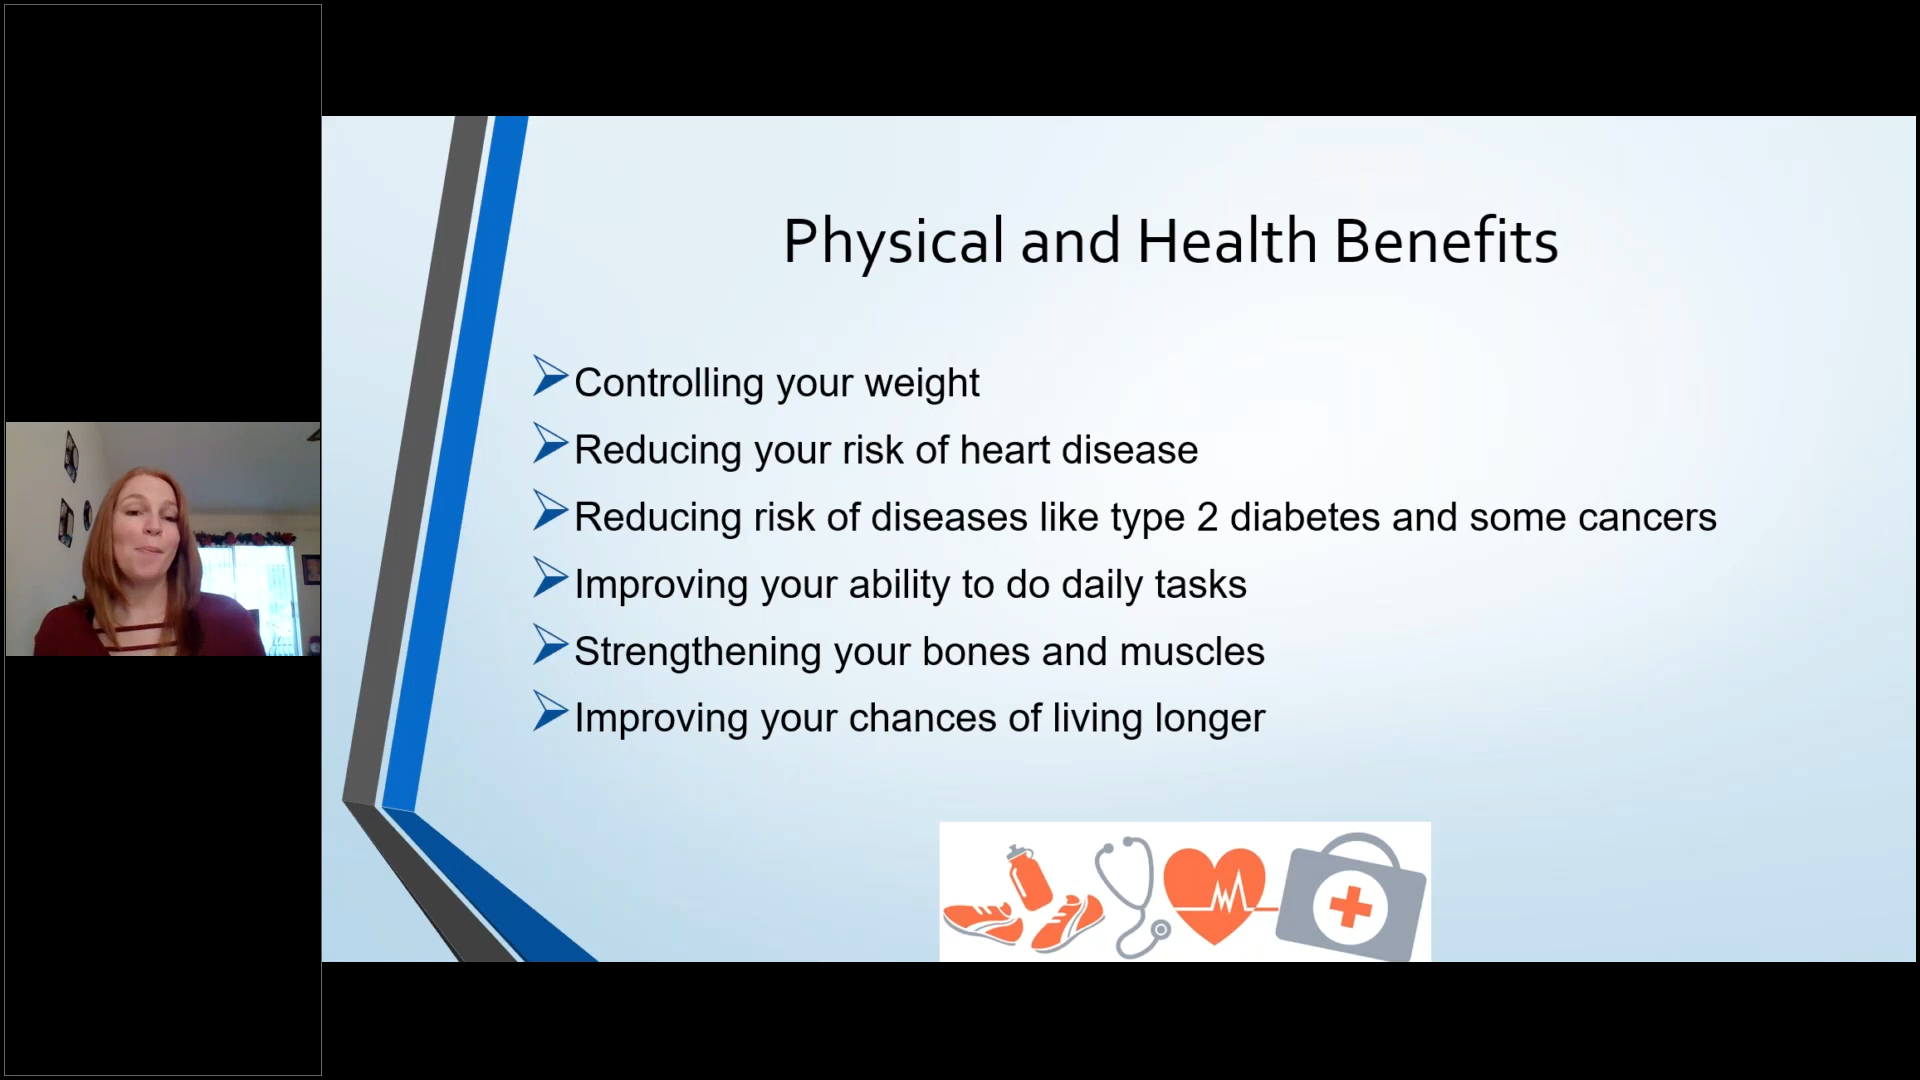 Physical and Health Benefits
Controlling your weight
Reducing your risk of heart disease
Reducing risk of diseases like type 2 diabetes and some cancers
Improving your ability to do daily tasks
Strengthening your bones and muscles
Improving your chances of living longer